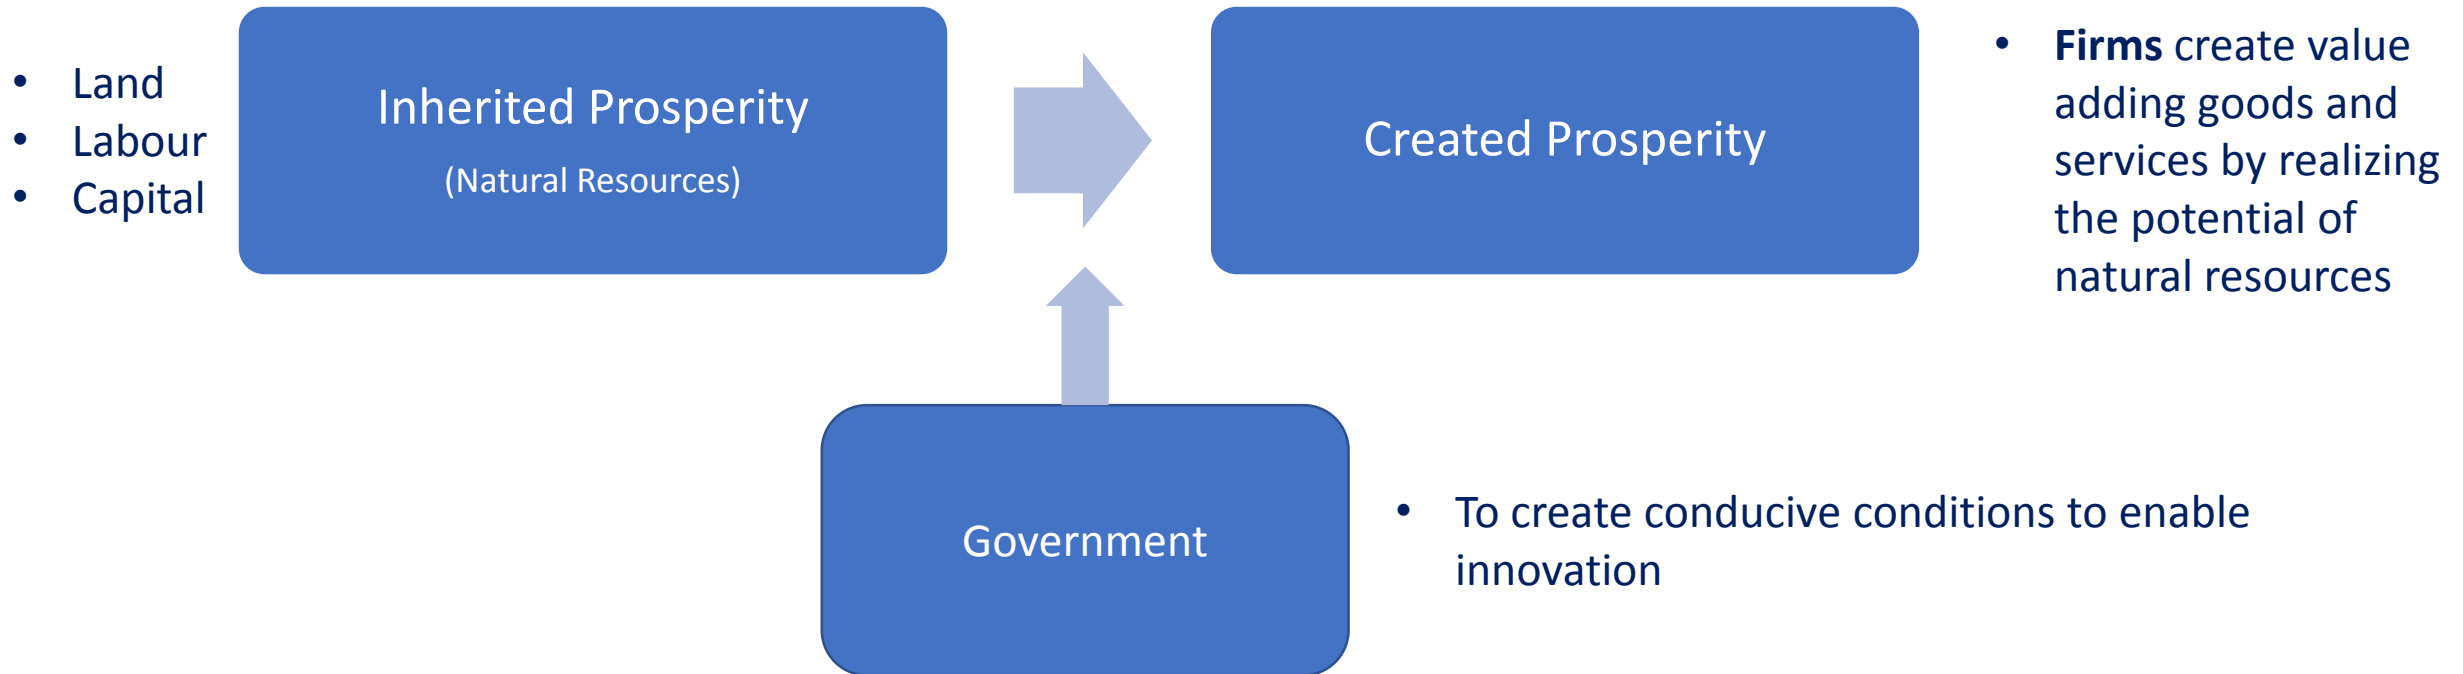 • Land
• Labour
• Capital
Inherited Prosperity
(Natural Resources)
Created Prosperity
• Firms create value
adding goods and
services by realizing
the potential of
natural resources
Government
• To create conducive conditions to enable
innovation